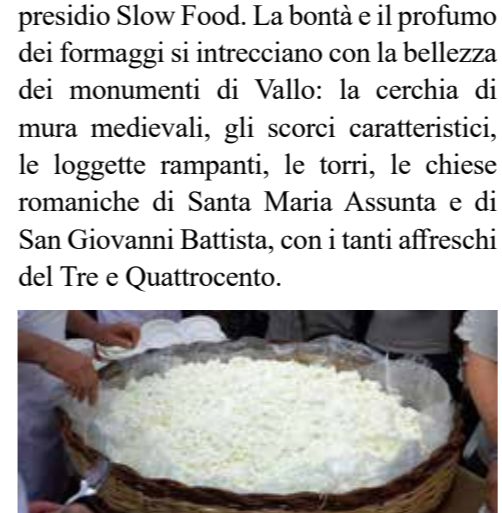 presidio Slow Food. La bontà e il profumo
dei formaggi si intrecciano con la bellezza
dei monumenti di Vallo: la cerchia di
mura medievali, gli scorci caratteristici,
le loggette rampanti, le torri, le chiese
romaniche di Santa Maria Assunta e di
San Giovanni Battista, con i tanti affreschi
del Tre e Quattrocento.